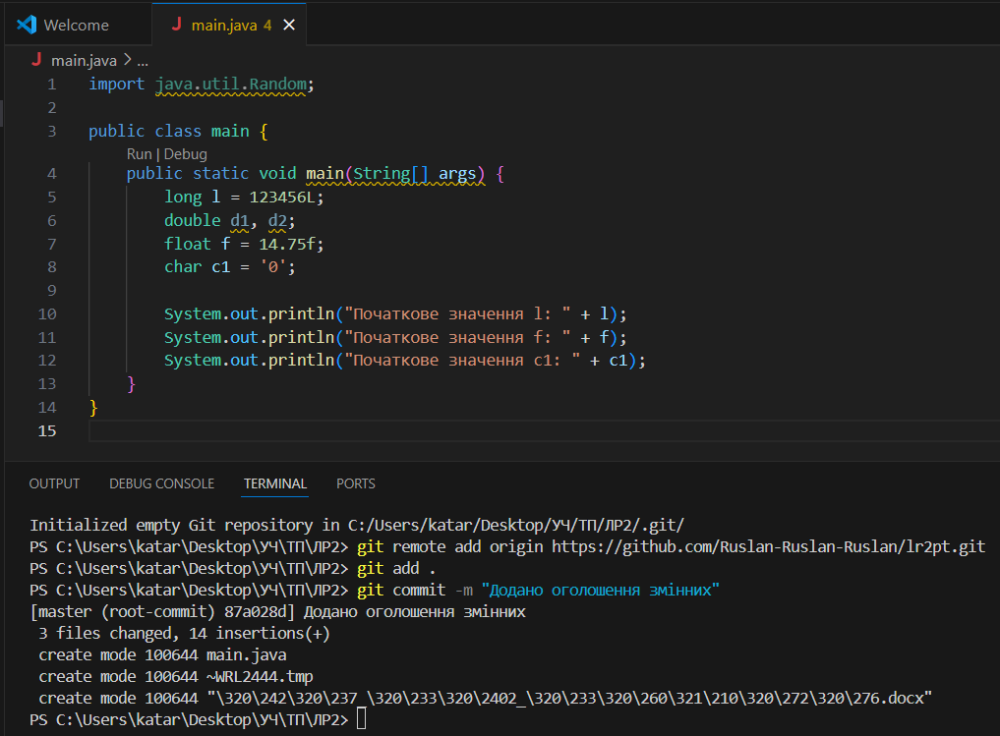 Welcome
main.java 4
main.java > ...
1 import java.util.Random;
2
3 public class main {
Run | Debug
4 public static void main(String[] args) {
5 long l = 123456L;
6 double d1, d2;
7 float f = 14.75f;
8 char c1 = '0';
9
10 System.out.println("Початкове значення l: " + l);
11 System.out.println("Початкове значення f: " + f);
12 System.out.println("Початкове значення c1: " + c1);
13 }
14 }
15
OUTPUT DEBUG CONSOLE TERMINAL PORTS
Initialized empty Git repository in C:/Users/katar/Desktop/УЧ/ТП/ЛР2/.git/
PS C:\Users\katar\Desktop\УЧ\ТП\ЛР2> git remote add origin https://github.com/Ruslan-Ruslan-Ruslan/lr2pt.git
PS C:\Users\katar\Desktop\УЧ\ТП\ЛР2> git add .
PS C:\Users\katar\Desktop\УЧ\ТП\ЛР2> git commit -m "Додано оголошення змінних"
[master (root-commit) 87a028d] Додано оголошення змінних
3 files changed, 14 insertions(+)
create mode 100644 main.java
create mode 100644 ~WRL2444.tmp
create mode 100644 "\320\242\320\237_\320\233\320\2402_\320\233\320\260\321\210\320\272\320\276.docx"
PS C:\Users\katar\Desktop\УЧ\ТП\ЛР2>